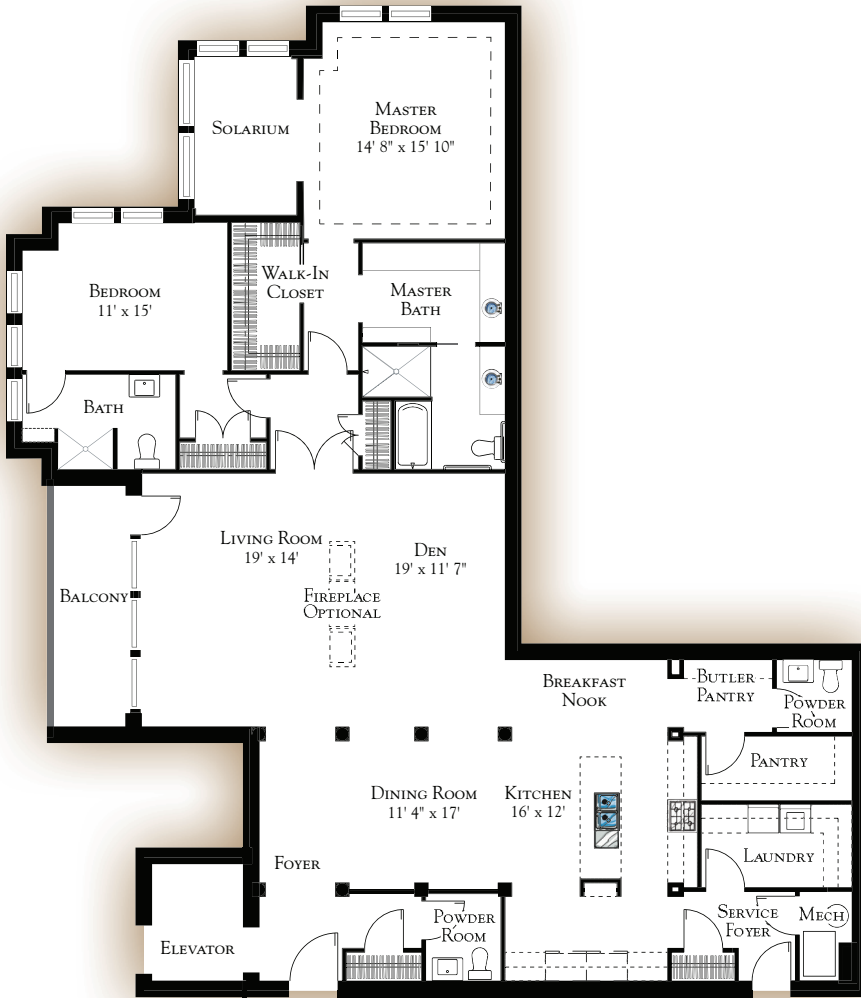 Solarium
Master
Bedroom
14' 8" x 15' 10"
Bedroom
11' x 15'
Walk-In
Closet
Master
Bath
Bath
Living Room
19' x 14'
Den
19' x 11' 7"
Balcony
Fireplace
Optional
Breakfast
Nook
Butler
Pantry
Powder
Room
Pantry
Dining Room
11' 4" x 17'
Kitchen
16' x 12'
Foyer
Laundry
Elevator
Powder
Room
Service
Foyer
Mech